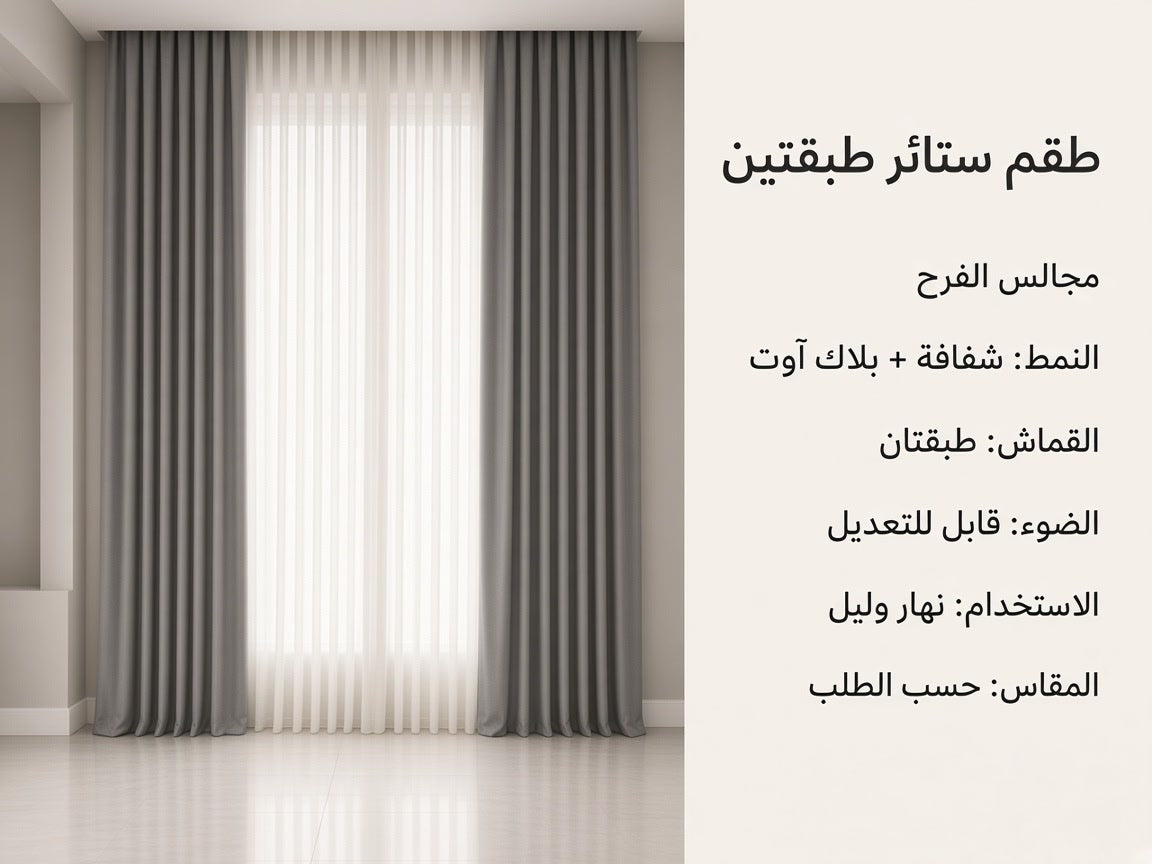 طقم ستائر طبقتين
مجالس الفرح
النمط: شفافة + بلاك آوت
القماش: طبقتان
الضوء: قابل للتعديل
الاستخدام: نهار وليل
المقاس: حسب الطلب